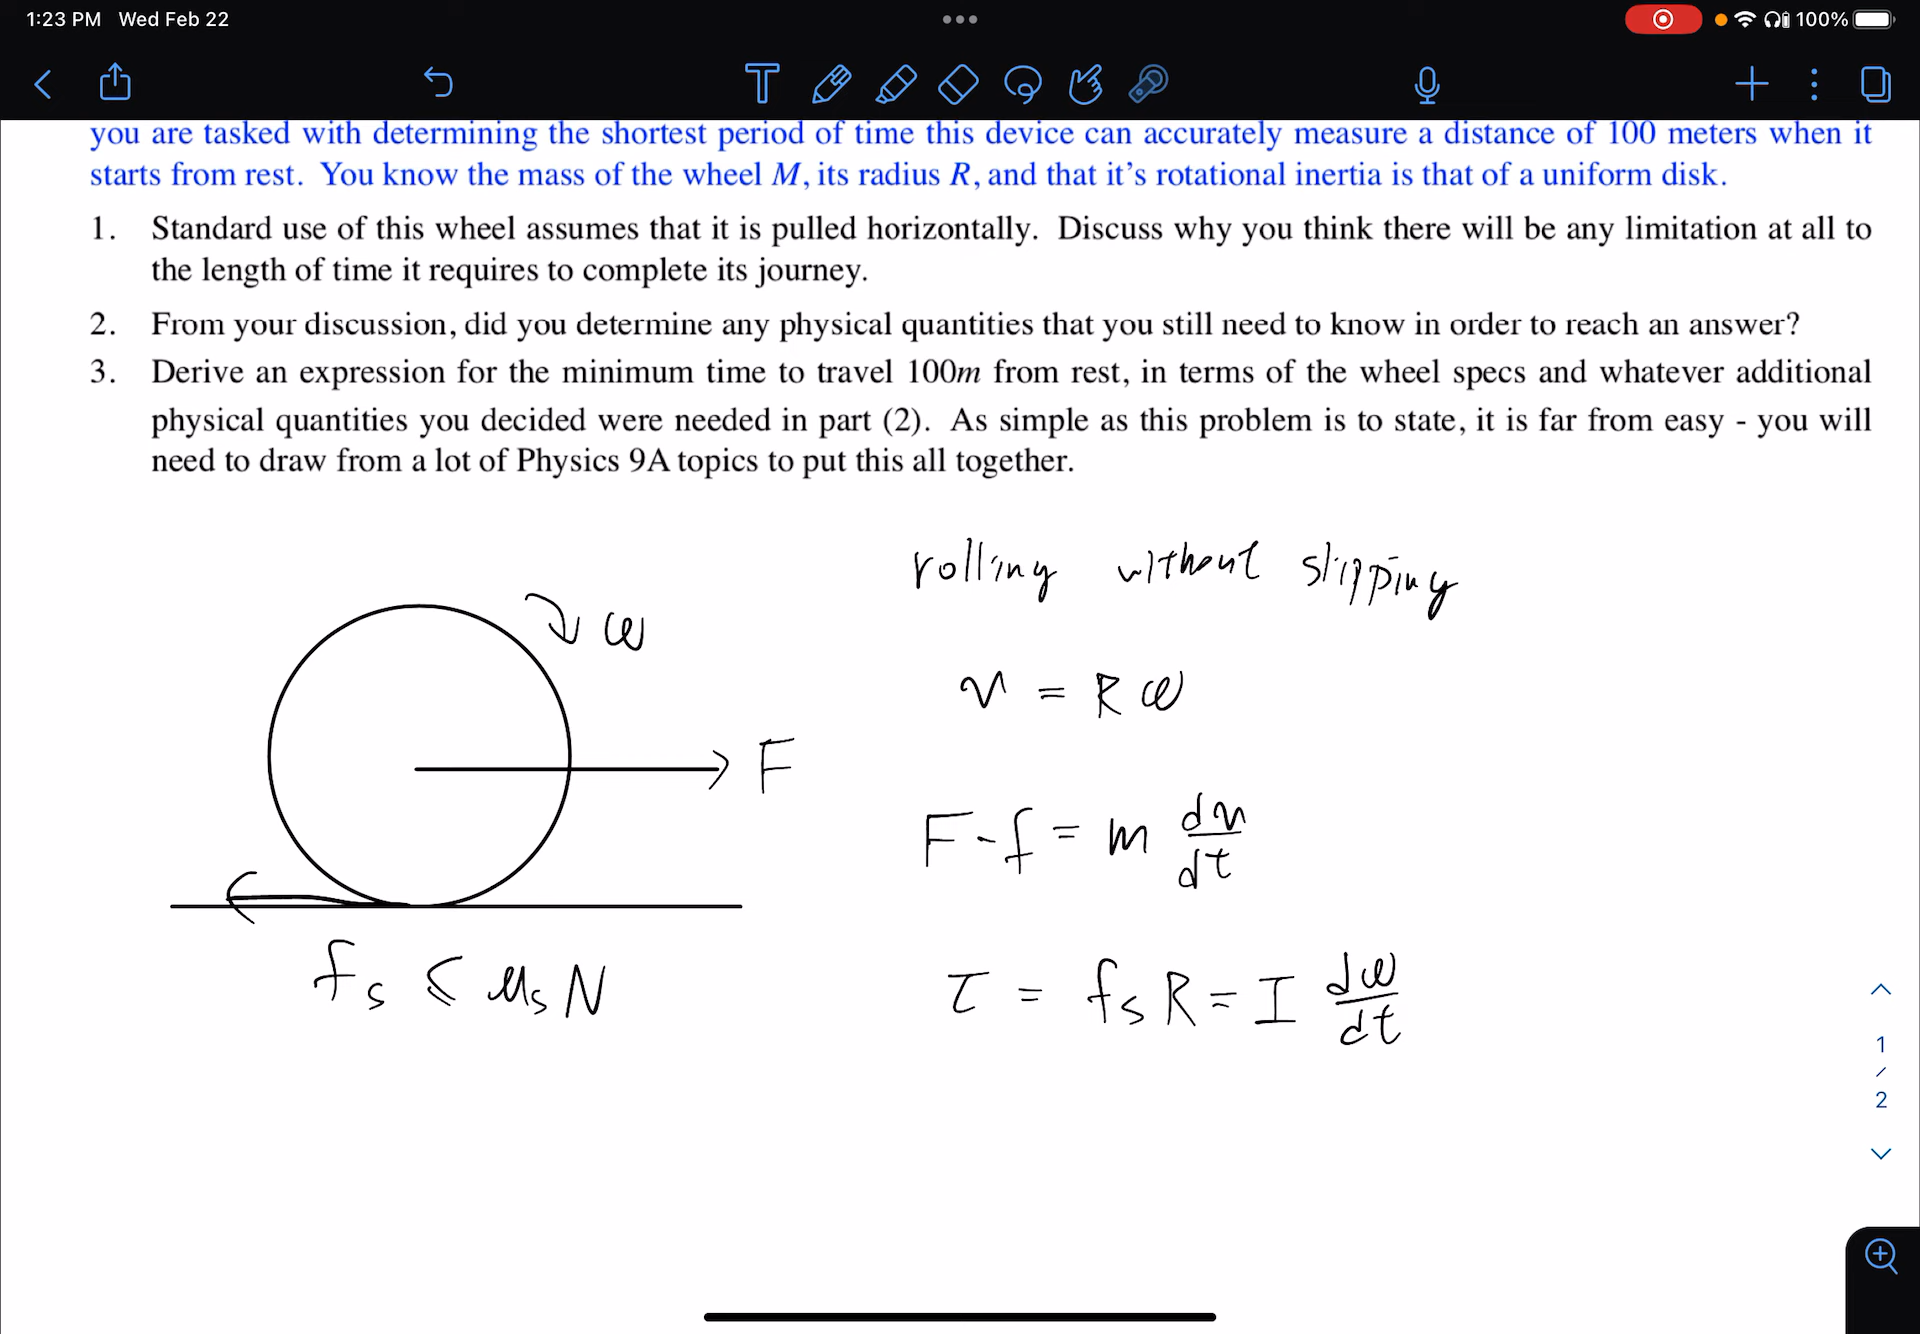 1:23 PM Wed Feb 22
100%
you are tasked with determining the shortest period of time this device can accurately measure a distance of 100 meters when it
starts from rest. You know the mass of the wheel M, its radius R, and that it's rotational inertia is that of a uniform disk.
1. Standard use of this wheel assumes that it is pulled horizontally. Discuss why you think there will be any limitation at all to
the length of time it requires to complete its journey.
2. From your discussion, did you determine any physical quantities that you still need to know in order to reach an answer?
3. Derive an expression for the minimum time to travel 100m from rest, in terms of the wheel specs and whatever additional
physical quantities you decided were needed in part (2). As simple as this problem is to state, it is far from easy - you will
need to draw from a lot of Physics 9A topics to put this all together.
rolling without slipping
ω
v = R ω
F
F - f = m dv/dt
f_s ≤ μ_s N
τ = f_s R = I dω/dt
1
/
2